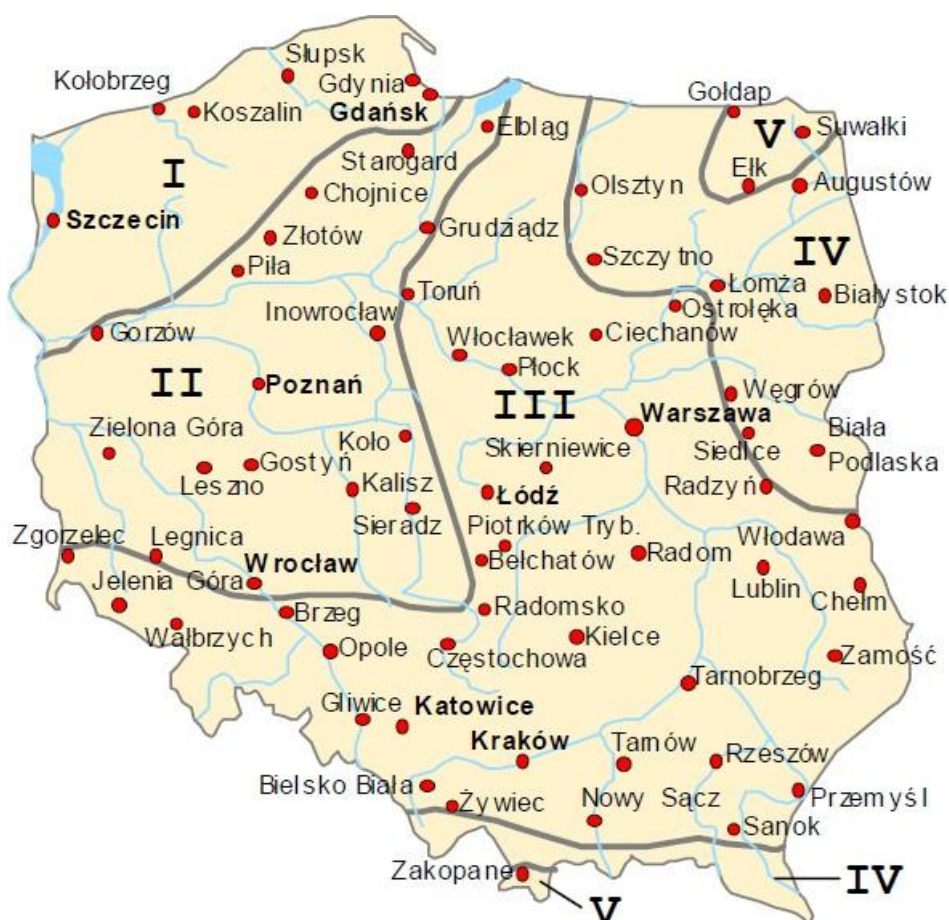 Słupsk
Kołobrzeg
Gdynia
Koszalin
Gdańsk
Gołdap
Elbląg
V
Suwałki
Starogard
I
Ełk
Chojnice
Olsztyn
Augustów
Szczecin
Złotów
Grudziądz
Szczytno
IV
Piła
Łomża
Toruń
Białystok
Inowrocław
Ostrołęka
Gorzów
Włocławek
Ciechanów
II
Poznań
Płock
Węgrów
III
Warszawa
Zielona Góra
Koło
Skierniewice
Siedlce
Biała
Podlaska
Gostyń
Leszno
Kalisz
Łódź
Radzyń
Sieradz
Piotrków Tryb.
Zgorzelec
Legnica
Włodawa
Wrocław
Bełchatów
Radom
Jelenia Góra
Lublin
Chełm
Brzeg
Radomsko
Wałbrzych
Kielce
Opole
Częstochowa
Zamość
Tarnobrzeg
Gliwice
Katowice
Kraków
Tarnów
Rzeszów
Bielsko Biała
Żywiec
Nowy Sącz
Przemyśl
Sanok
Zakopane
IV
V